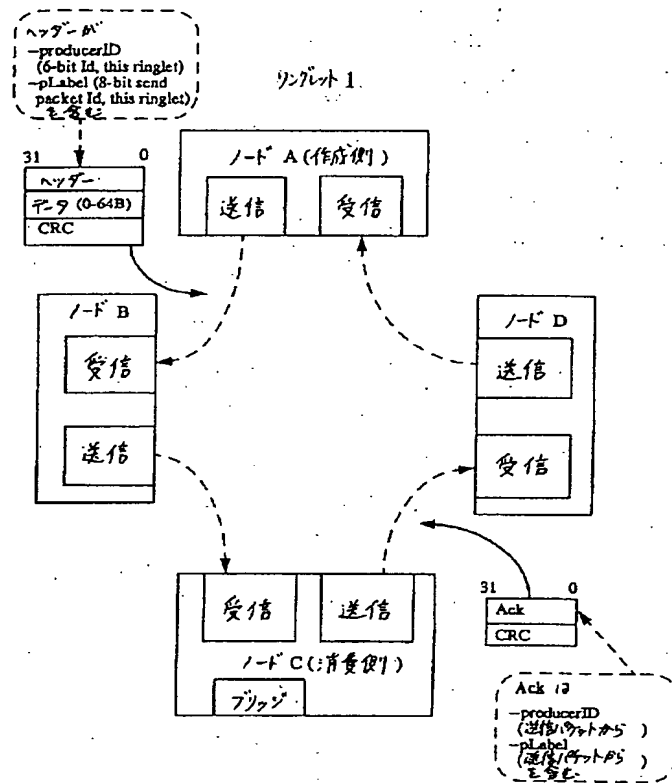 ヘッダーが
—producerID
(6-bit Id, this ringlet)
—pLabel (8-bit send
packet Id, this ringlet)
を含む
リングレット 1
31 0
ヘッダー
データ (0-64B)
CRC
ノード A (作成側)
送信 受信
ノード B
受信
送信
ノード D
送信
受信
受信 送信
ノード C (消費側)
ブリッジ
31 0
Ack
CRC
Ack は
—producerID
(送信パケットから )
—pLabel
(送信パケットから )
を含む